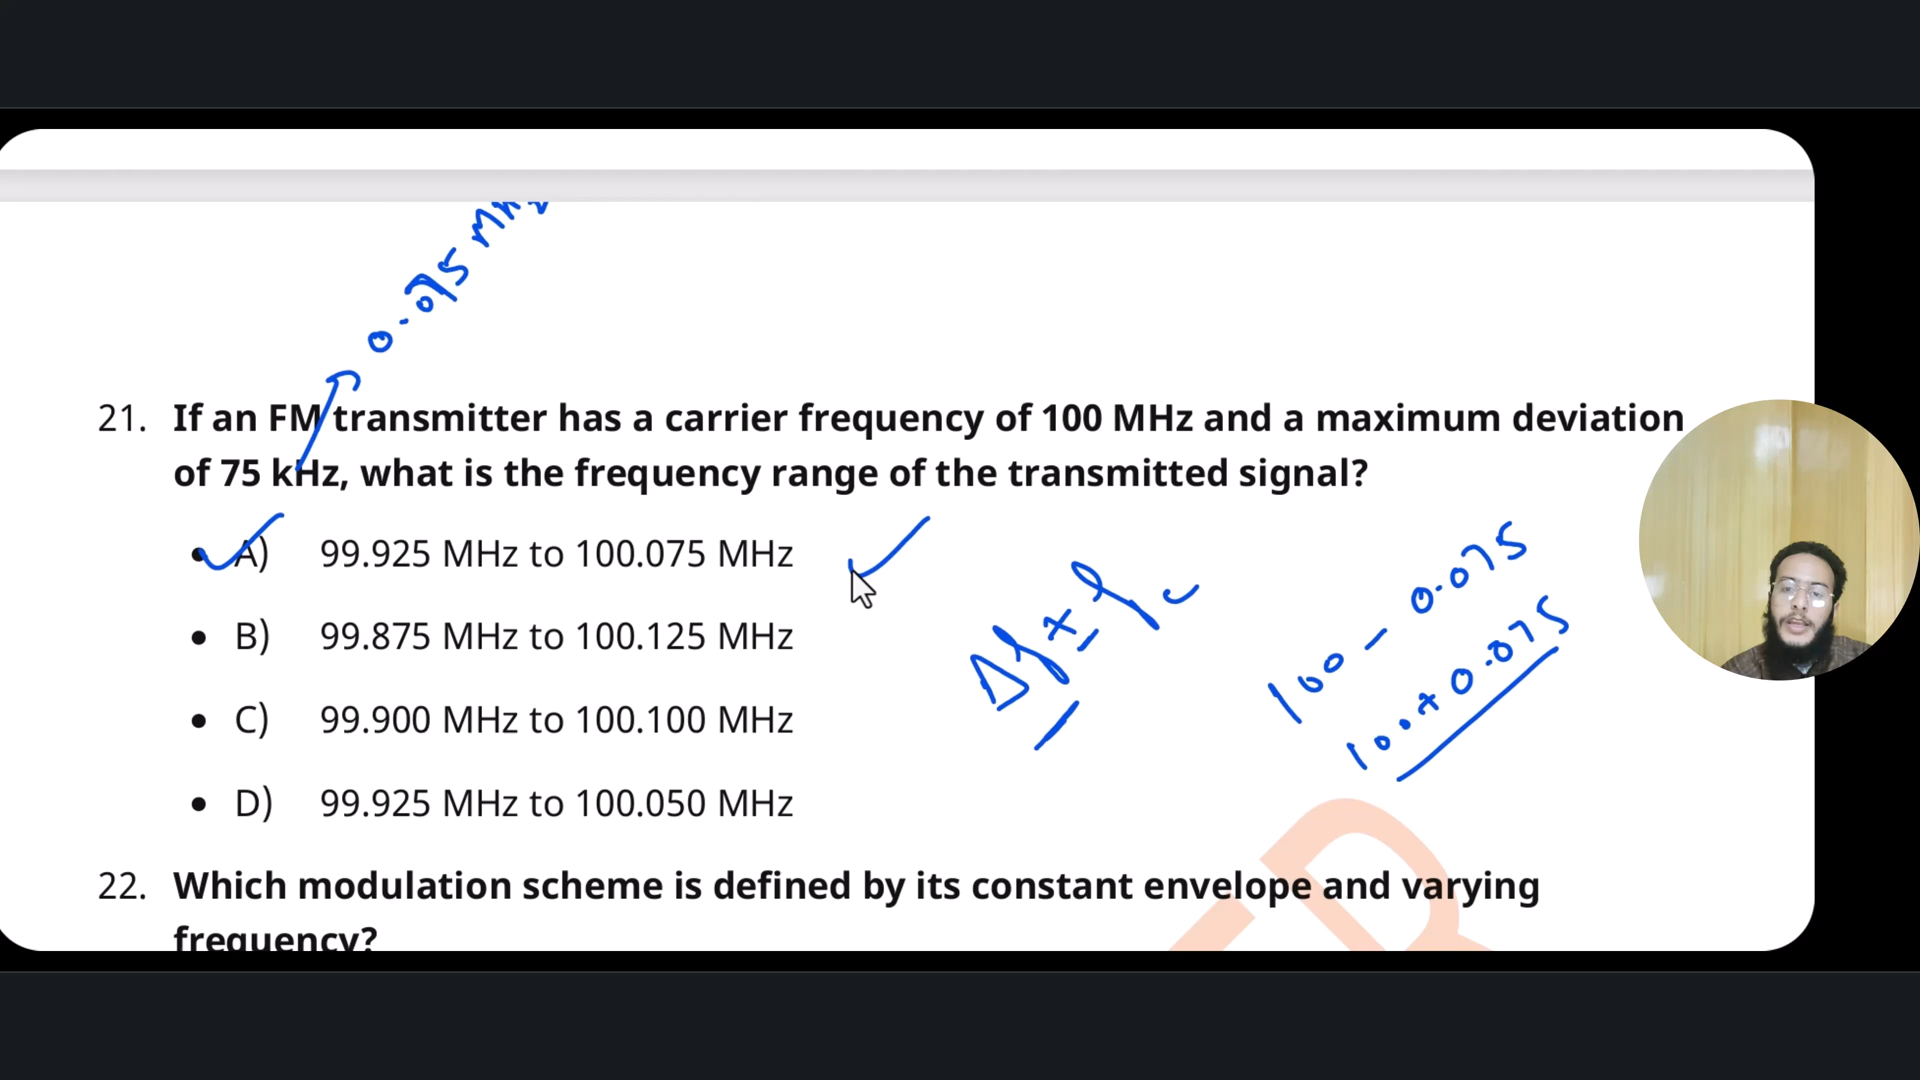 0.075 MHz
21. If an FM transmitter has a carrier frequency of 100 MHz and a maximum deviation
of 75 kHz, what is the frequency range of the transmitted signal?
• A) 99.925 MHz to 100.075 MHz
• B) 99.875 MHz to 100.125 MHz
• C) 99.900 MHz to 100.100 MHz
• D) 99.925 MHz to 100.050 MHz
Δf ± fc
100 - 0.075
100 + 0.075
22. Which modulation scheme is defined by its constant envelope and varying
frequency?